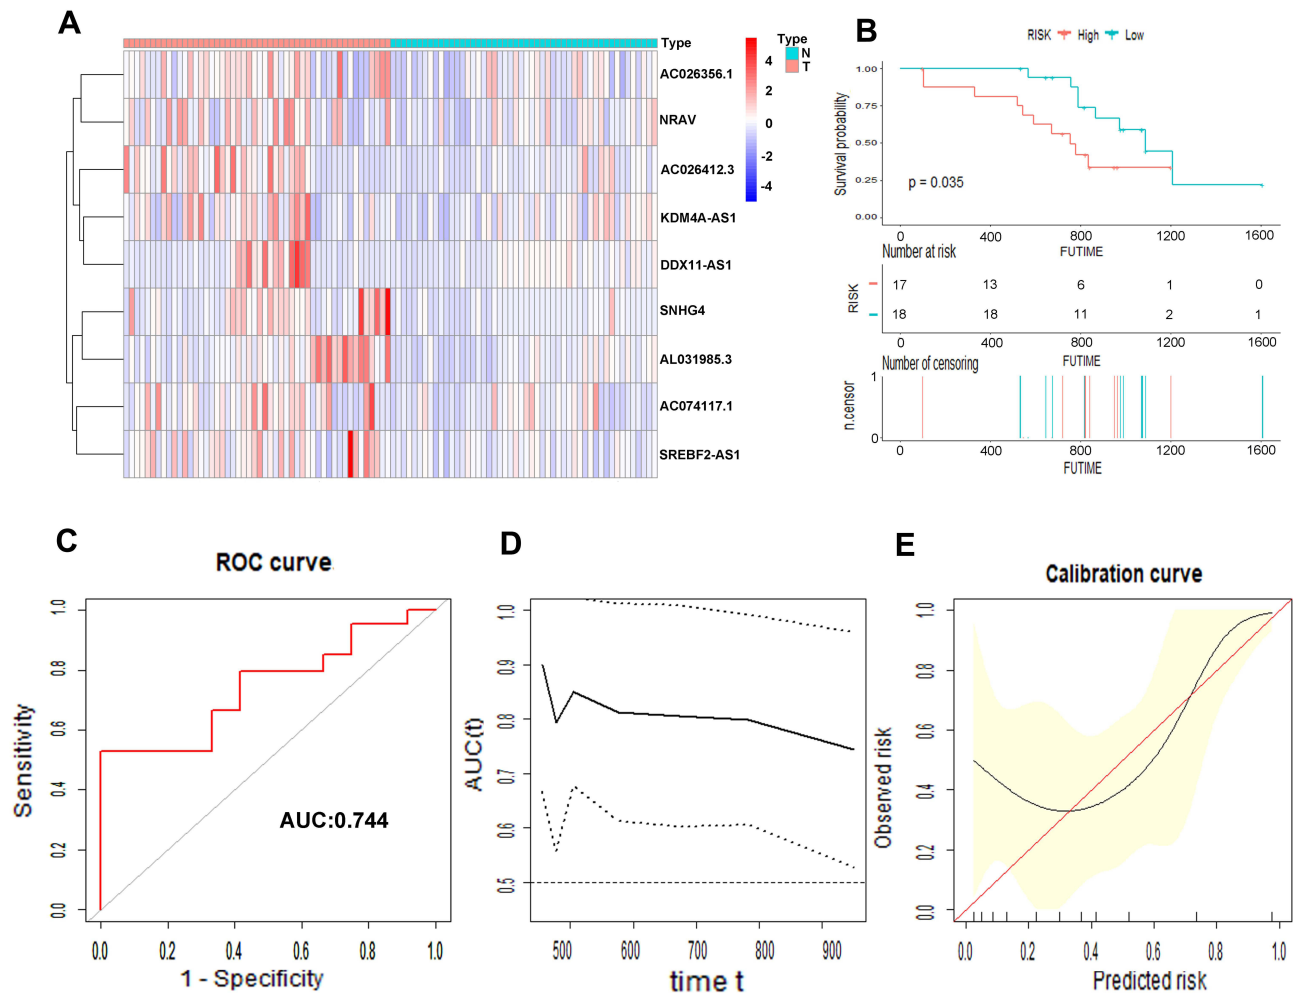 A
Type
AC026356.1
NRAV
AC026412.3
KDM4A-AS1
DDX11-AS1
SNHG4
AL031985.3
AC074117.1
SREBF2-AS1
4
2
0
-2
-4
Type
N
T
B
RISK High Low
Survival probability
1.00
0.75
0.50
0.25
0.00
p = 0.035
0 400 800 1200 1600
FUTIME
Number at risk
RISK
17 13 6 1 0
18 18 11 2 1
0 400 800 1200 1600
FUTIME
Number of censoring
n.censor
1
0
0 400 800 1200 1600
FUTIME
C
ROC curve
Sensitivity
1.0
0.8
0.6
0.4
0.2
0.0
AUC:0.744
0.0 0.2 0.4 0.6 0.8 1.0
1 - Specificity
D
AUC(t)
1.0
0.9
0.8
0.7
0.6
0.5
500 600 700 800 900
time t
E
Calibration curve
Observed risk
1.0
0.8
0.6
0.4
0.2
0.0
0.0 0.2 0.4 0.6 0.8 1.0
Predicted risk